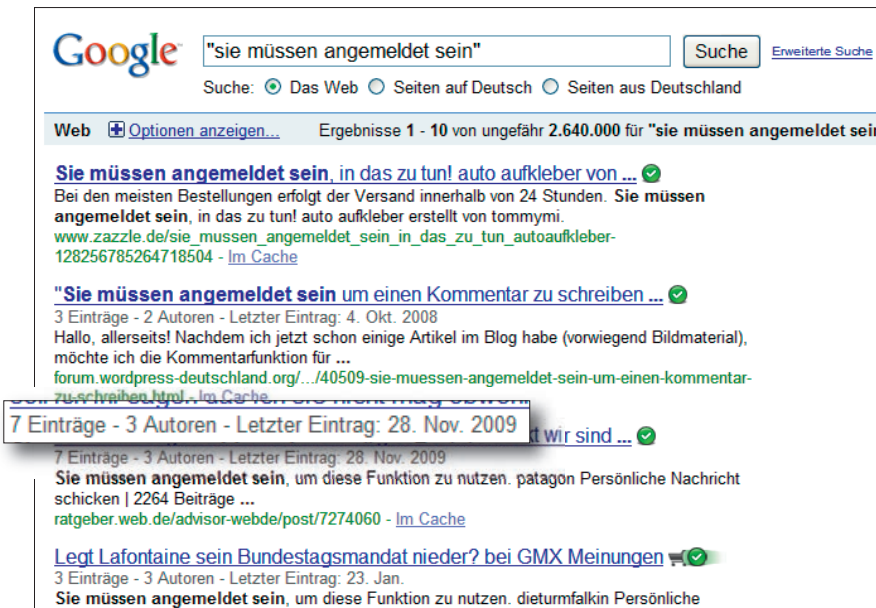 Google "sie müssen angemeldet sein" Suche Erweiterte Suche
Suche: Das Web Seiten auf Deutsch Seiten aus Deutschland
Web Optionen anzeigen... Ergebnisse 1 - 10 von ungefähr 2.640.000 für "sie müssen angemeldet sein
Sie müssen angemeldet sein, in das zu tun! auto aufkleber von ...
Bei den meisten Bestellungen erfolgt der Versand innerhalb von 24 Stunden. Sie müssen
angemeldet sein, in das zu tun! auto aufkleber erstellt von tommymi.
www.zazzle.de/sie_mussen_angemeldet_sein_in_das_zu_tun_autoaufkleber-
128256785264718504 - Im Cache
"Sie müssen angemeldet sein um einen Kommentar zu schreiben ...
3 Einträge - 2 Autoren - Letzter Eintrag: 4. Okt. 2008
Hallo, allerseits! Nachdem ich jetzt schon einige Artikel im Blog habe (vorwiegend Bildmaterial),
möchte ich die Kommentarfunktion für ...
forum.wordpress-deutschland.org/.../40509-sie-muessen-angemeldet-sein-um-einen-kommentar-
zu-schreiben.html - Im Cache
7 Einträge - 3 Autoren - Letzter Eintrag: 28. Nov. 2009
wir sind ...
7 Einträge - 3 Autoren - Letzter Eintrag: 28. Nov. 2009
Sie müssen angemeldet sein, um diese Funktion zu nutzen. patagon Persönliche Nachricht
schicken | 2264 Beiträge ...
ratgeber.web.de/advisor-webde/post/7274060 - Im Cache
Legt Lafontaine sein Bundestagsmandat nieder? bei GMX Meinungen
3 Einträge - 3 Autoren - Letzter Eintrag: 23. Jan.
Sie müssen angemeldet sein, um diese Funktion zu nutzen. dieturmfalkin Persönliche